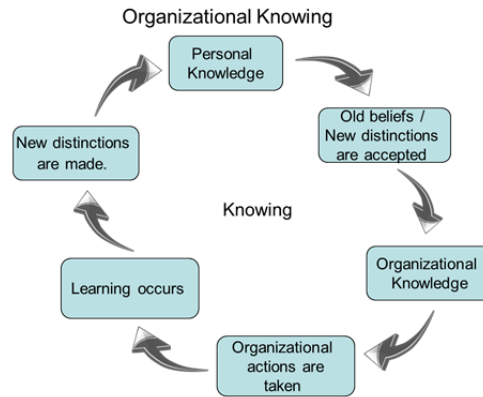 Organizational Knowing
Personal
Knowledge
Old beliefs /
New distinctions
are accepted
Organizational
Knowledge
Organizational
actions are
taken
Learning occurs
New distinctions
are made.
Knowing